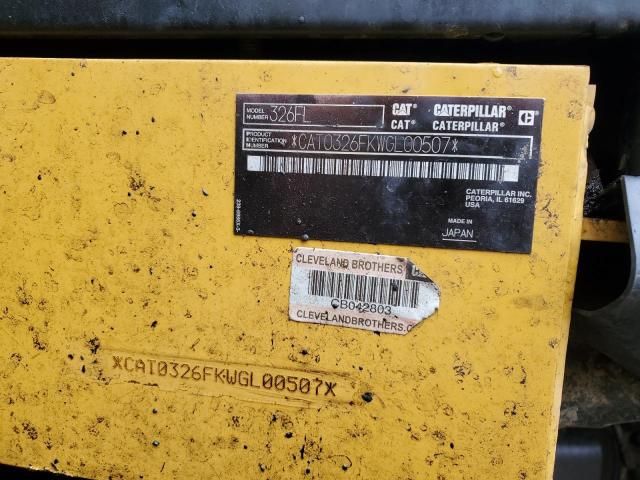 MODEL NUMBER 326FL
CAT CATERPILLAR
CAT® CATERPILLAR®
PRODUCT IDENTIFICATION NUMBER *CAT0326FKWGL00507*
CATERPILLAR INC.
PEORIA, IL 61629
USA
MADE IN
JAPAN
CLEVELAND BROTHERS
CB042803
CLEVELANDBROTHERS.C
*CAT0326FKWGL00507*